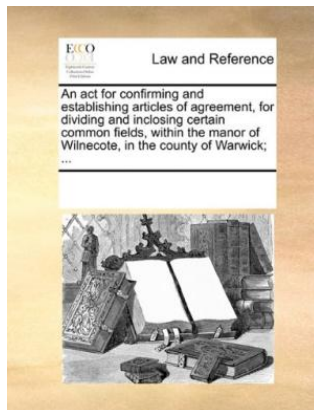 ECCO
Law and Reference
An act for confirming and
establishing articles of agreement, for
dividing and inclosing certain
common fields, within the manor of
Wilnecote, in the county of Warwick;
...